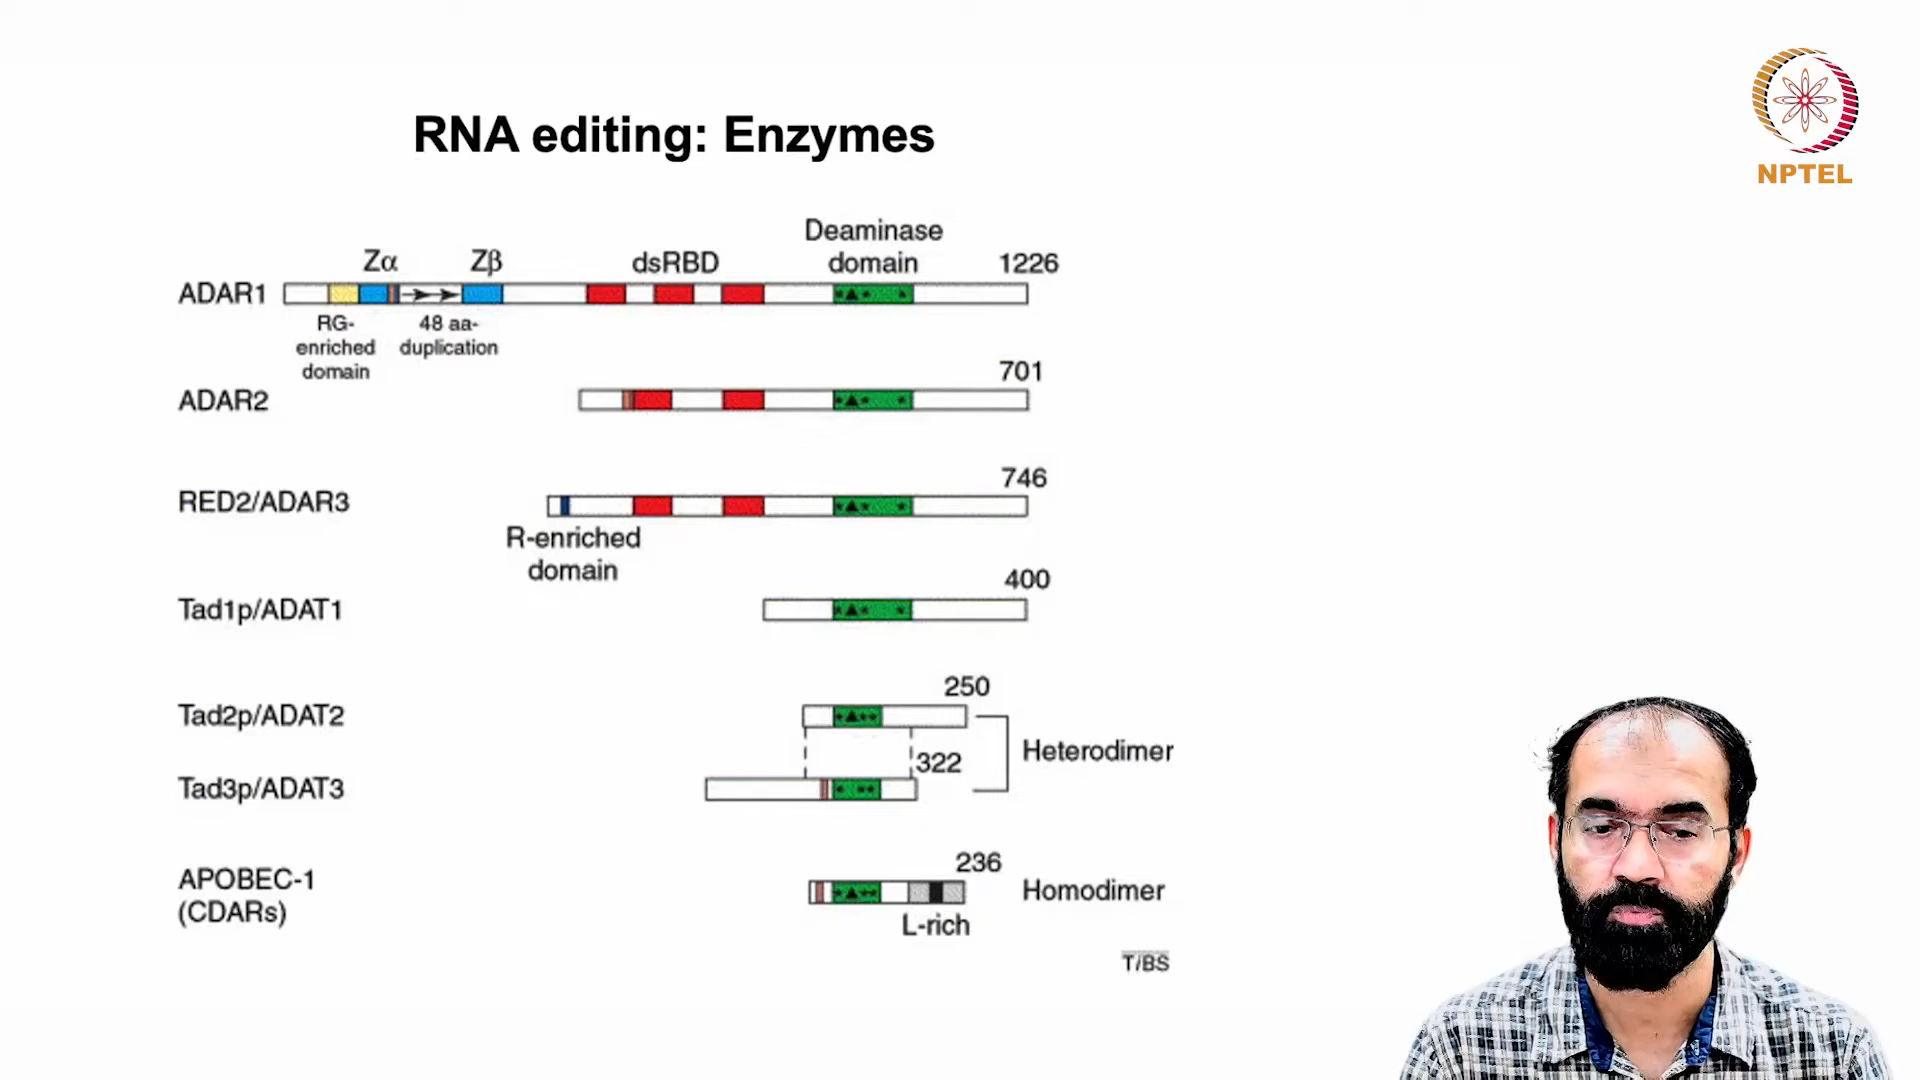 RNA editing: Enzymes
NPTEL
Deaminase
Zα Zβ dsRBD domain 1226
ADAR1
RG- 48 aa-
enriched duplication
domain
701
ADAR2
746
RED2/ADAR3
R-enriched
domain
400
Tad1p/ADAT1
250
Tad2p/ADAT2
Heterodimer
322
Tad3p/ADAT3
236
APOBEC-1
(CDARs)
Homodimer
L-rich
TiBS